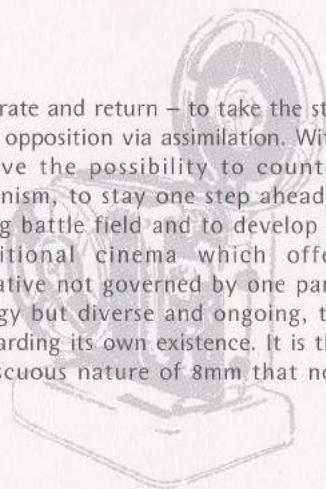 rate and return – to take the st
opposition via assimilation. Wit
ve the possibility to count
nism, to stay one step ahead
g battle field and to develop
itional cinema which offe
ative not governed by one par
gy but diverse and ongoing, t
arding its own existence. It is t
scuous nature of 8mm that no